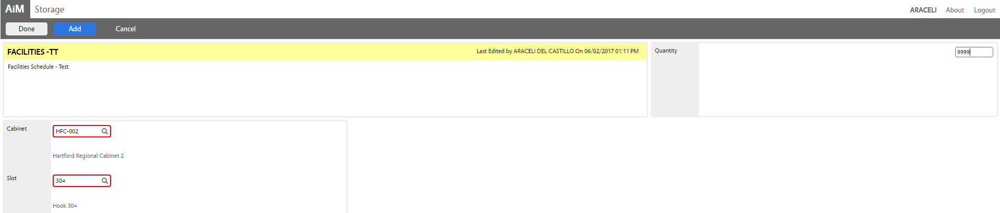 AiM Storage ARACELI About Logout
Done Add Cancel
FACILITIES -TT Last Edited by ARACELI DEL CASTILLO On 06/02/2017 01:11 PM
Facilities Schedule - Test
Quantity 9999
Cabinet HFC-002
Hartford Regional Cabinet 2
Slot 304
Hook 304